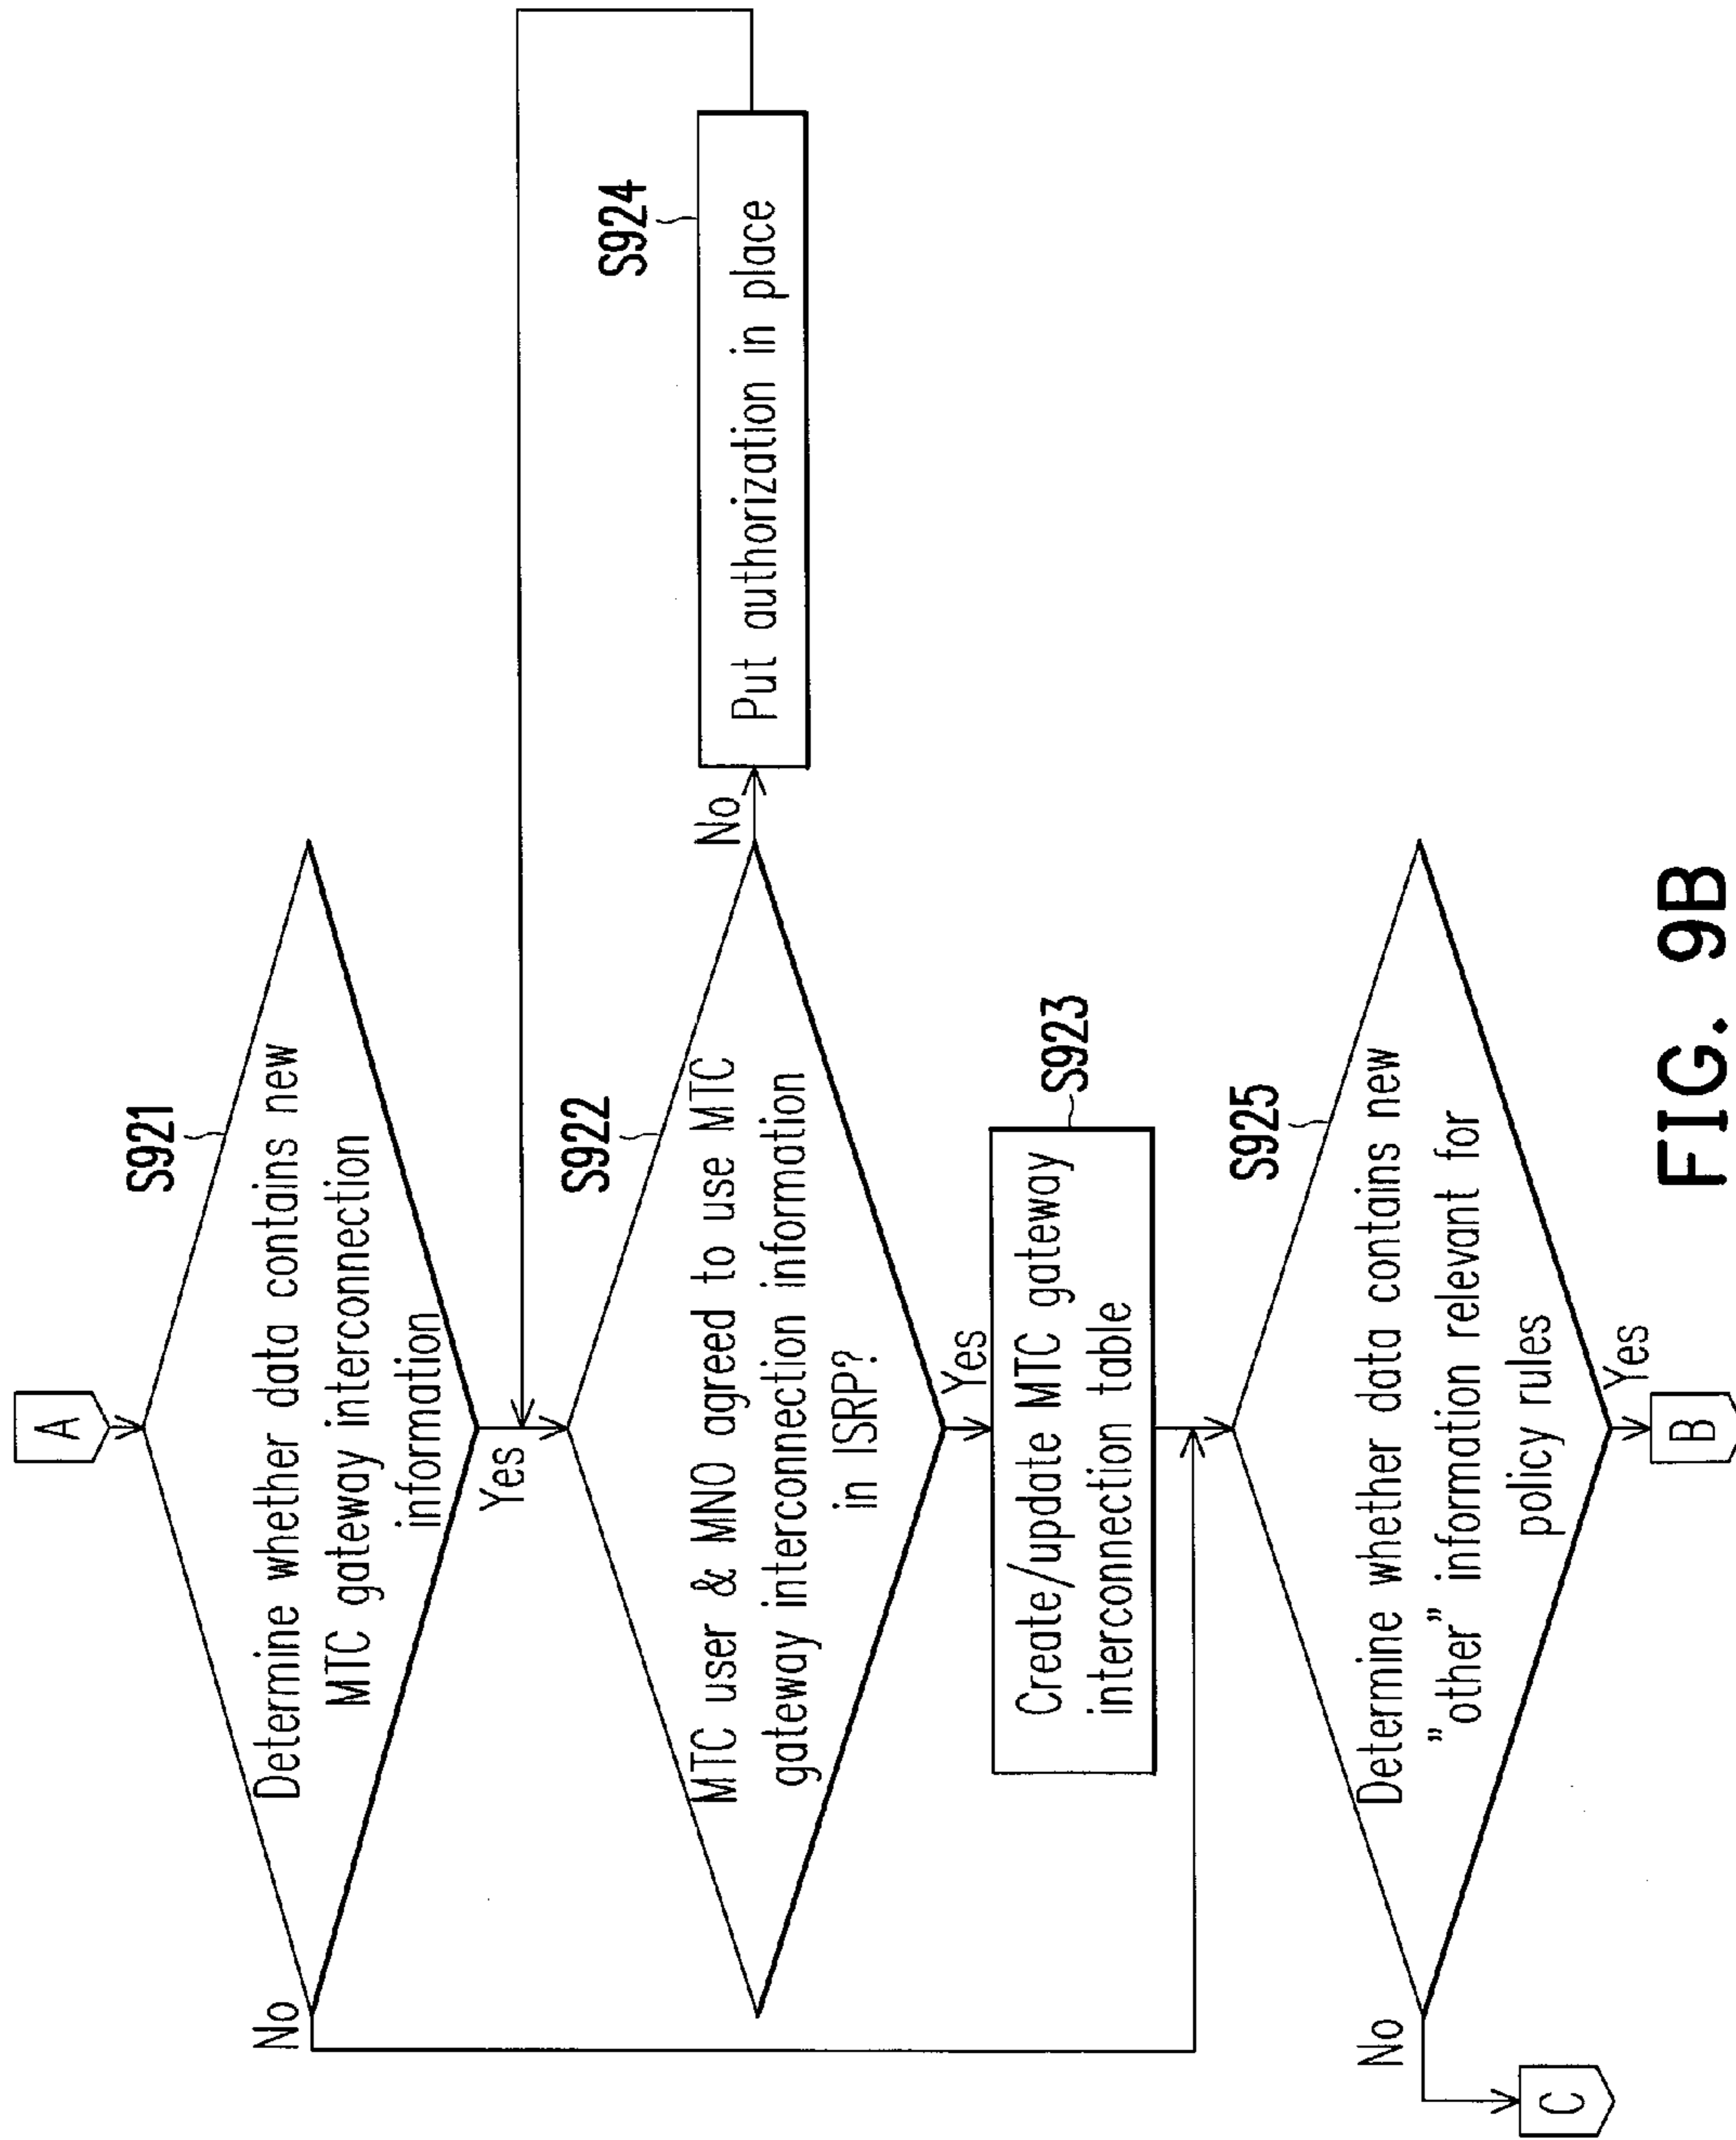 A
S921
Determine whether data contains new
MTC gateway interconnection
information
No
Yes
S922
MTC user & MNO agreed to use MTC
gateway interconnection information
in ISRP?
No
S924
Put authorization in place
Yes
S923
Create/update MTC gateway
interconnection table
S925
Determine whether data contains new
"other" information relevant for
policy rules
No
Yes
C
B
FIG. 9B